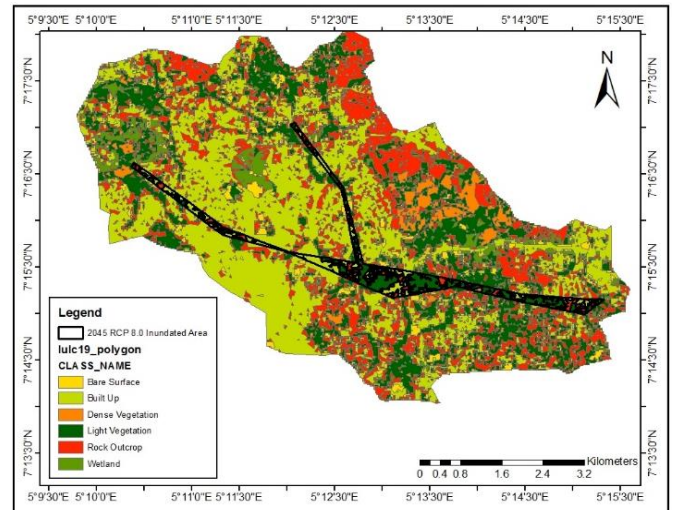 5°9'30"E 5°10'0"E 5°11'0"E 5°11'30"E 5°12'30"E 5°13'30"E 5°14'30"E 5°15'30"E
N
7°17'30"N 7°17'30"N
7°16'30"N 7°16'30"N
7°15'30"N 7°15'30"N
7°14'30"N 7°14'30"N
7°13'30"N 7°13'30"N
Legend
2045 RCP 8.0 Inundated Area
lulc19_polygon
CLASS_NAME
Bare Surface
Built Up
Dense Vegetation
Light Vegetation
Rock Outcrop
Wetland
Kilometers
0 0.4 0.8 1.6 2.4 3.2
5°9'30"E 5°10'0"E 5°11'0"E 5°11'30"E 5°12'30"E 5°13'30"E 5°14'30"E 5°15'30"E